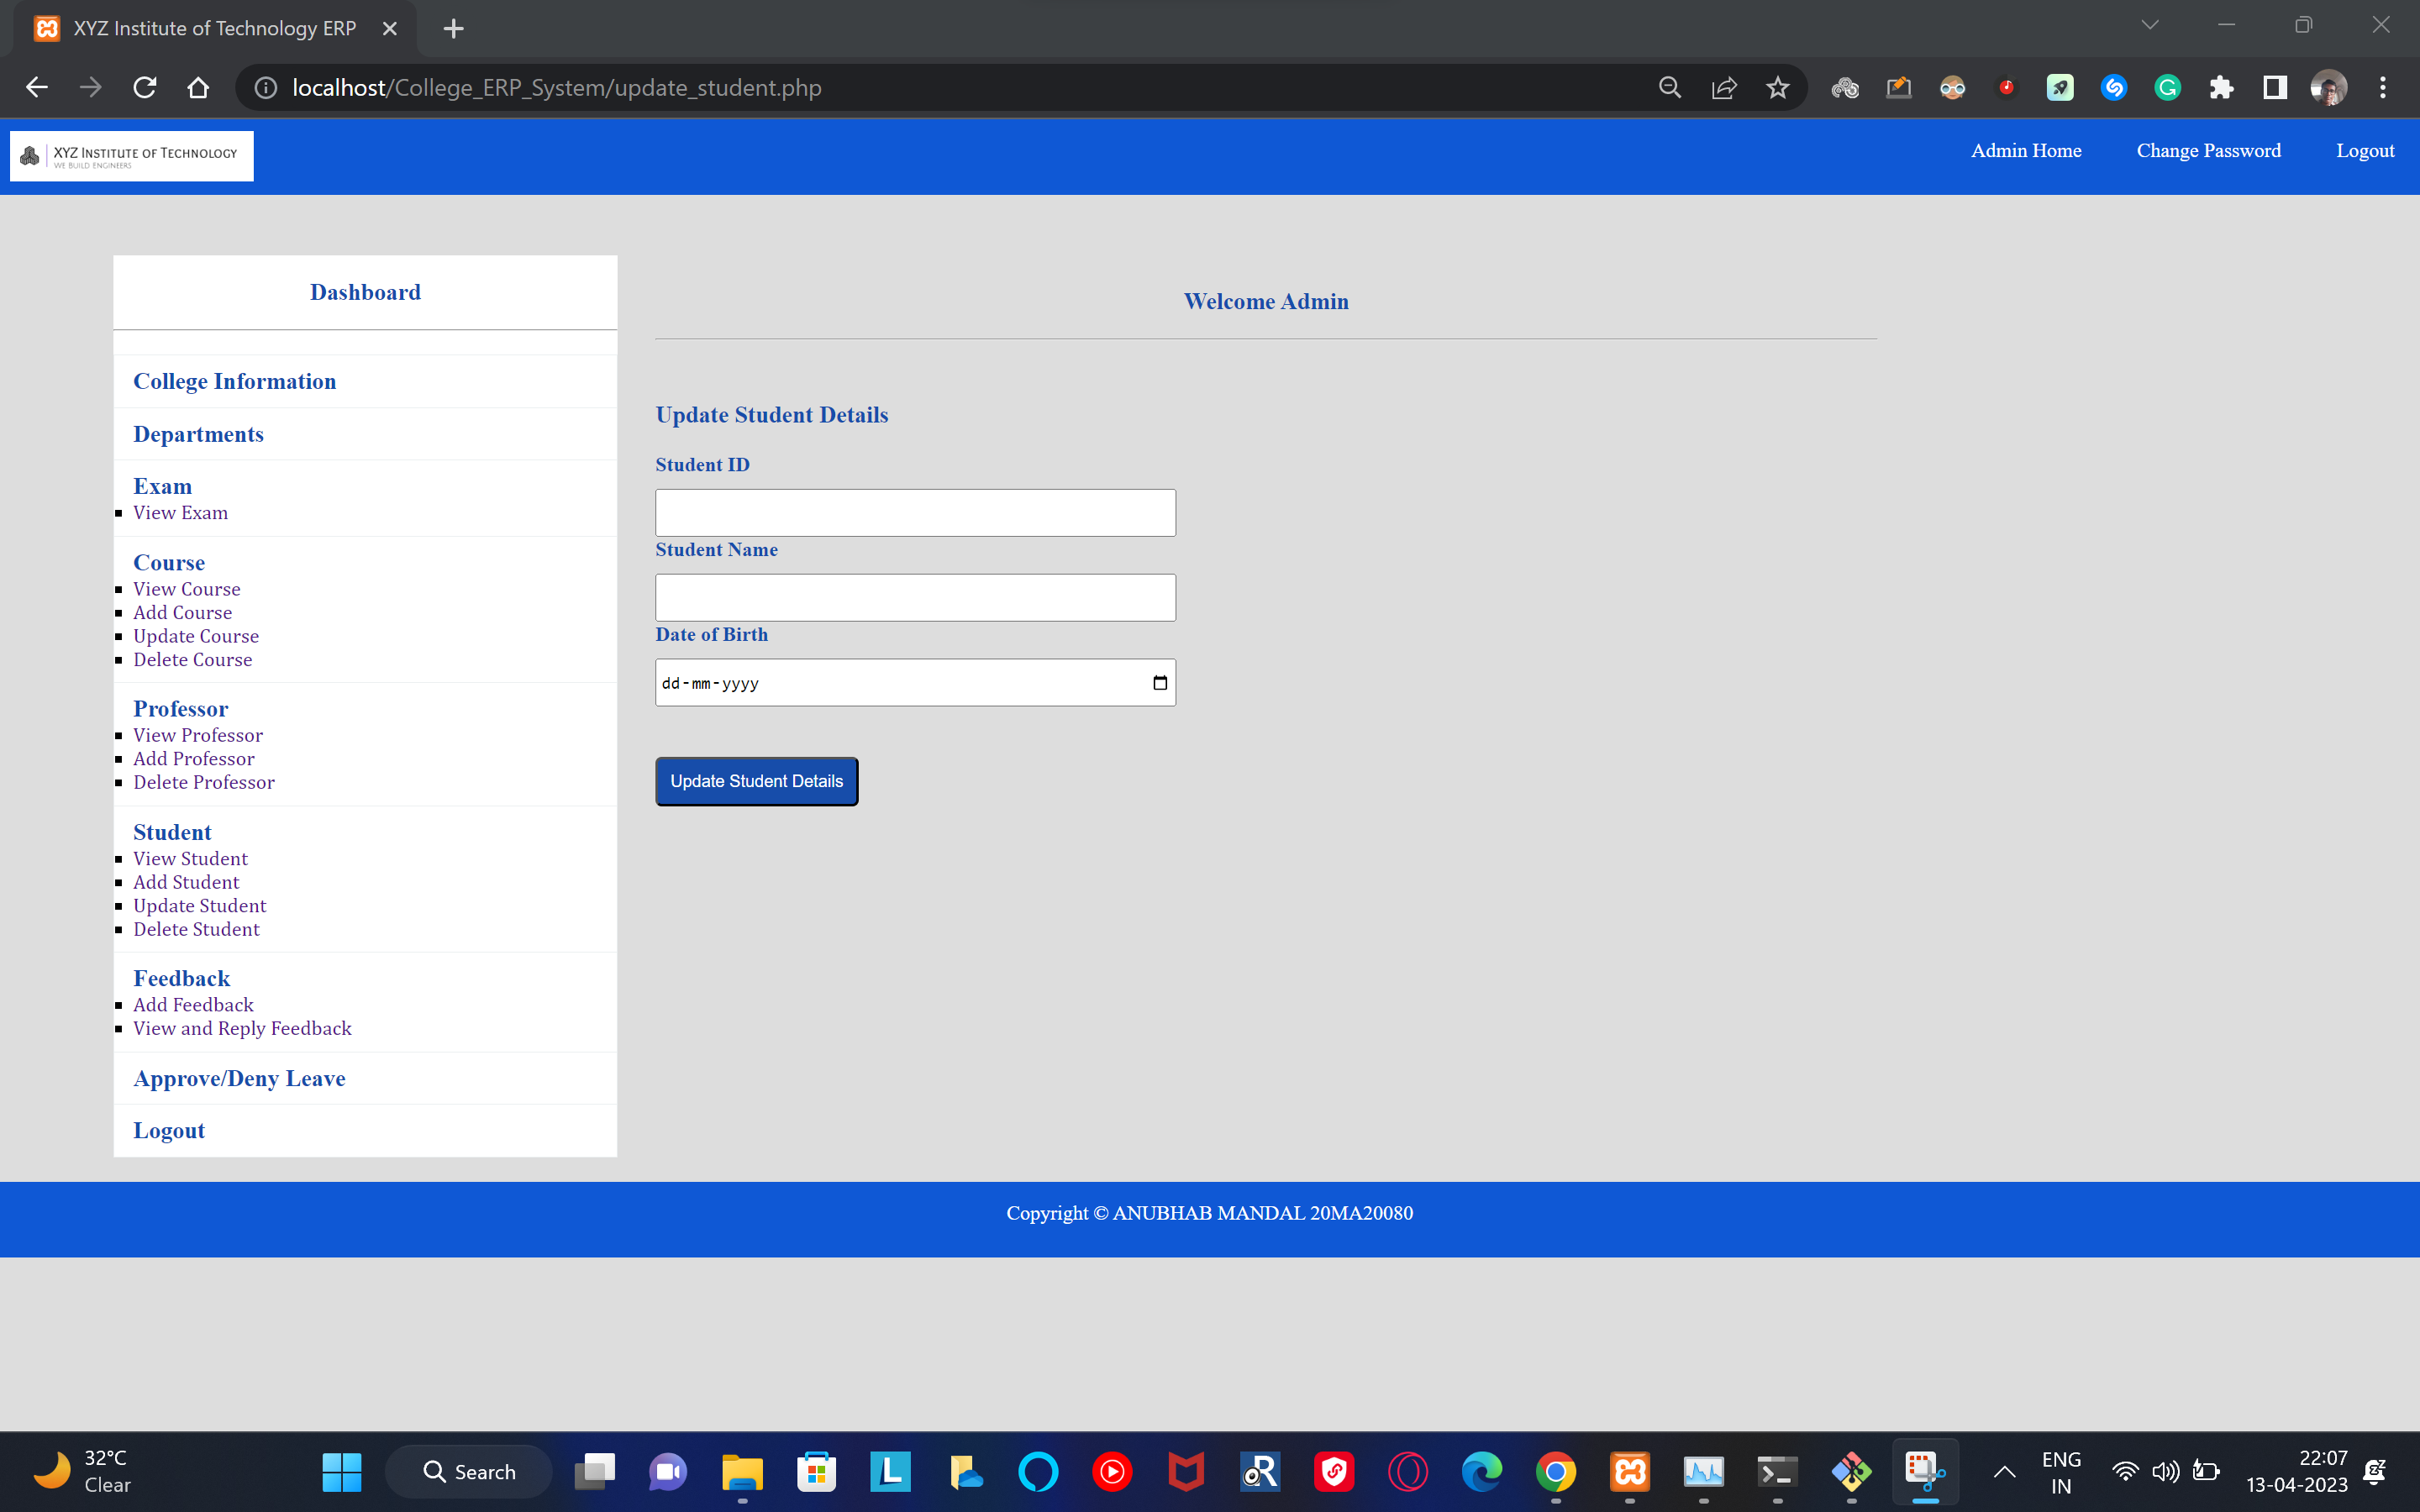 XYZ Institute of Technology ERP
localhost/College_ERP_System/update_student.php
XYZ INSTITUTE OF TECHNOLOGY
WE BUILD ENGINEERS
Admin Home
Change Password
Logout
Dashboard
College Information
Departments
Exam
View Exam
Course
View Course
Add Course
Update Course
Delete Course
Professor
View Professor
Add Professor
Delete Professor
Student
View Student
Add Student
Update Student
Delete Student
Feedback
Add Feedback
View and Reply Feedback
Approve/Deny Leave
Logout
Welcome Admin
Update Student Details
Student ID
Student Name
Date of Birth
dd-mm-yyyy
Update Student Details
Copyright © ANUBHAB MANDAL 20MA20080
32°C
Clear
Search
ENG
IN
22:07
13-04-2023